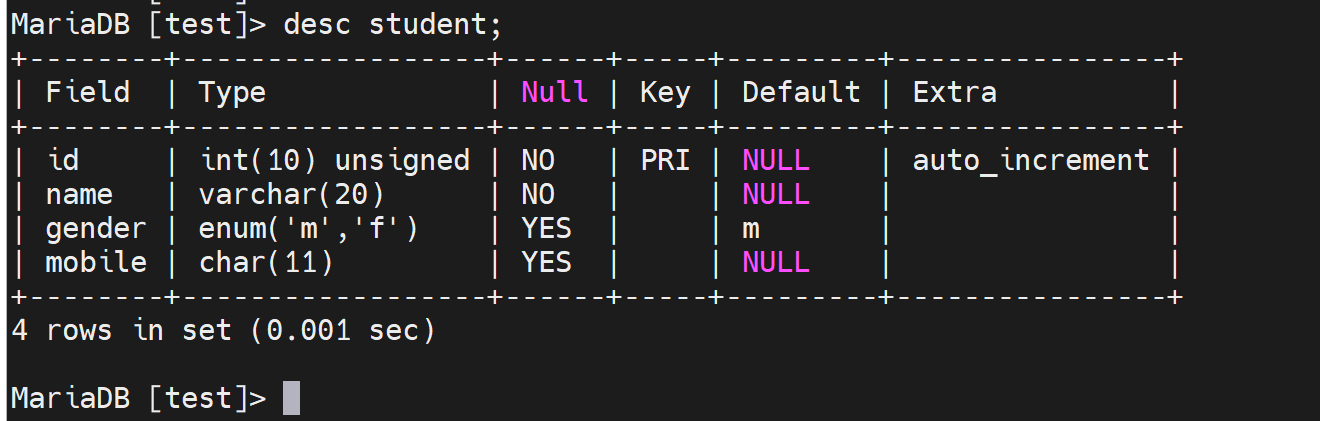 MariaDB [test]> desc student;
+--------+------------------+------+-----+---------+----------------+
| Field  | Type             | Null | Key | Default | Extra          |
+--------+------------------+------+-----+---------+----------------+
| id     | int(10) unsigned | NO   | PRI | NULL    | auto_increment |
| name   | varchar(20)      | NO   |     | NULL    |                |
| gender | enum('m','f')    | YES  |     | m       |                |
| mobile | char(11)         | YES  |     | NULL    |                |
+--------+------------------+------+-----+---------+----------------+
4 rows in set (0.001 sec)
MariaDB [test]>